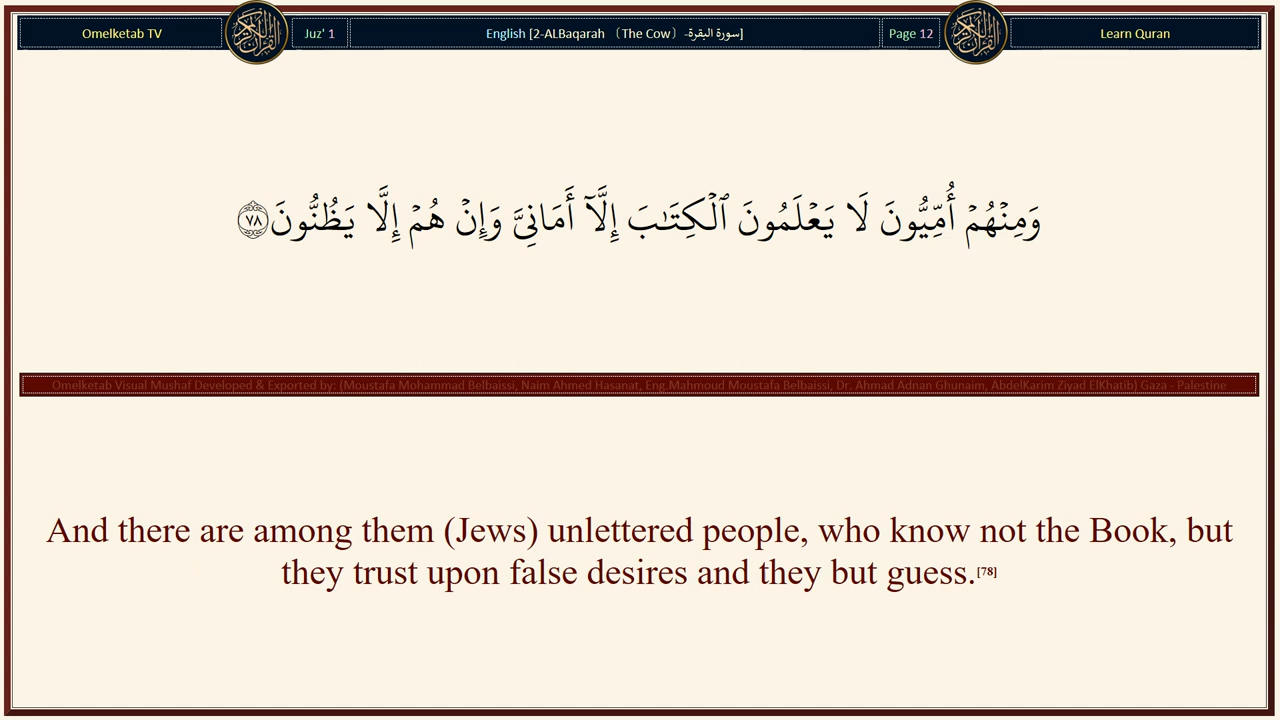 Omelketab TV
Juz' 1
English [2-ALBaqarah 〔The Cow〕 -سورة البقرة]
Page 12
Learn Quran
وَمِنْهُمْ أُمِّيُّونَ لَا يَعْلَمُونَ ٱلْكِتَـٰبَ إِلَّآ أَمَانِىَّ وَإِنْ هُمْ إِلَّا يَظُنُّونَ ٧٨
Omelketab Visual Mushaf Developed & Exported by: (Moustafa Mohammad Belbaissi, Naim Ahmed Hasanat, Eng.Mahmoud Moustafa Belbaissi, Dr. Ahmad Adnan Ghunaim, AbdelKarim Ziyad ElKhatib) Gaza - Palestine
And there are among them (Jews) unlettered people, who know not the Book, but
they trust upon false desires and they but guess.[78]